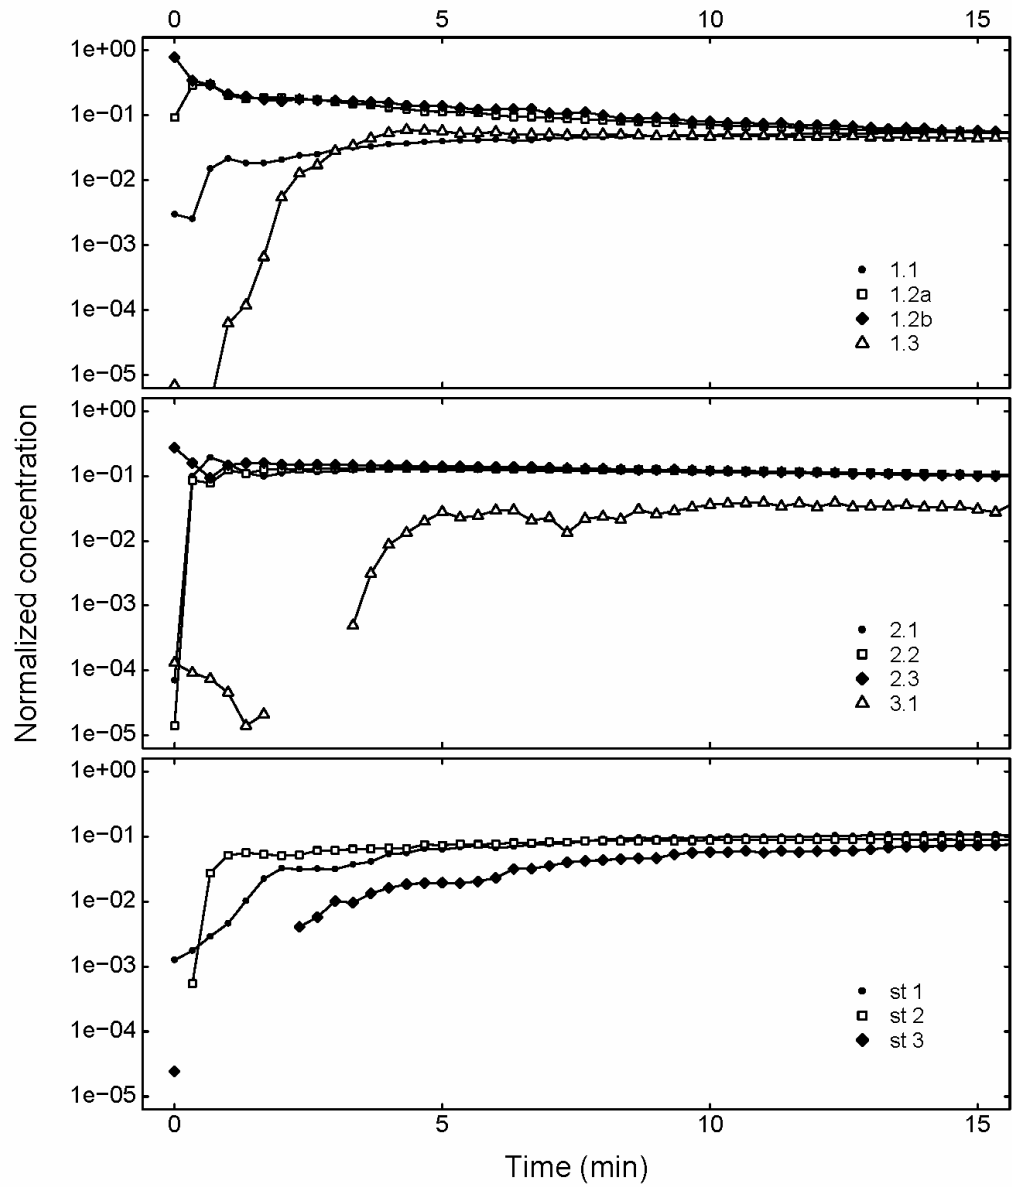 0 5 10 15
1e+00
1e−01
1e−02
1e−03
1e−04
1e−05
1.1
1.2a
1.2b
1.3
Normalized concentration
1e+00
1e−01
1e−02
1e−03
1e−04
1e−05
2.1
2.2
2.3
3.1
1e+00
1e−01
1e−02
1e−03
1e−04
1e−05
st 1
st 2
st 3
0 5 10 15
Time (min)